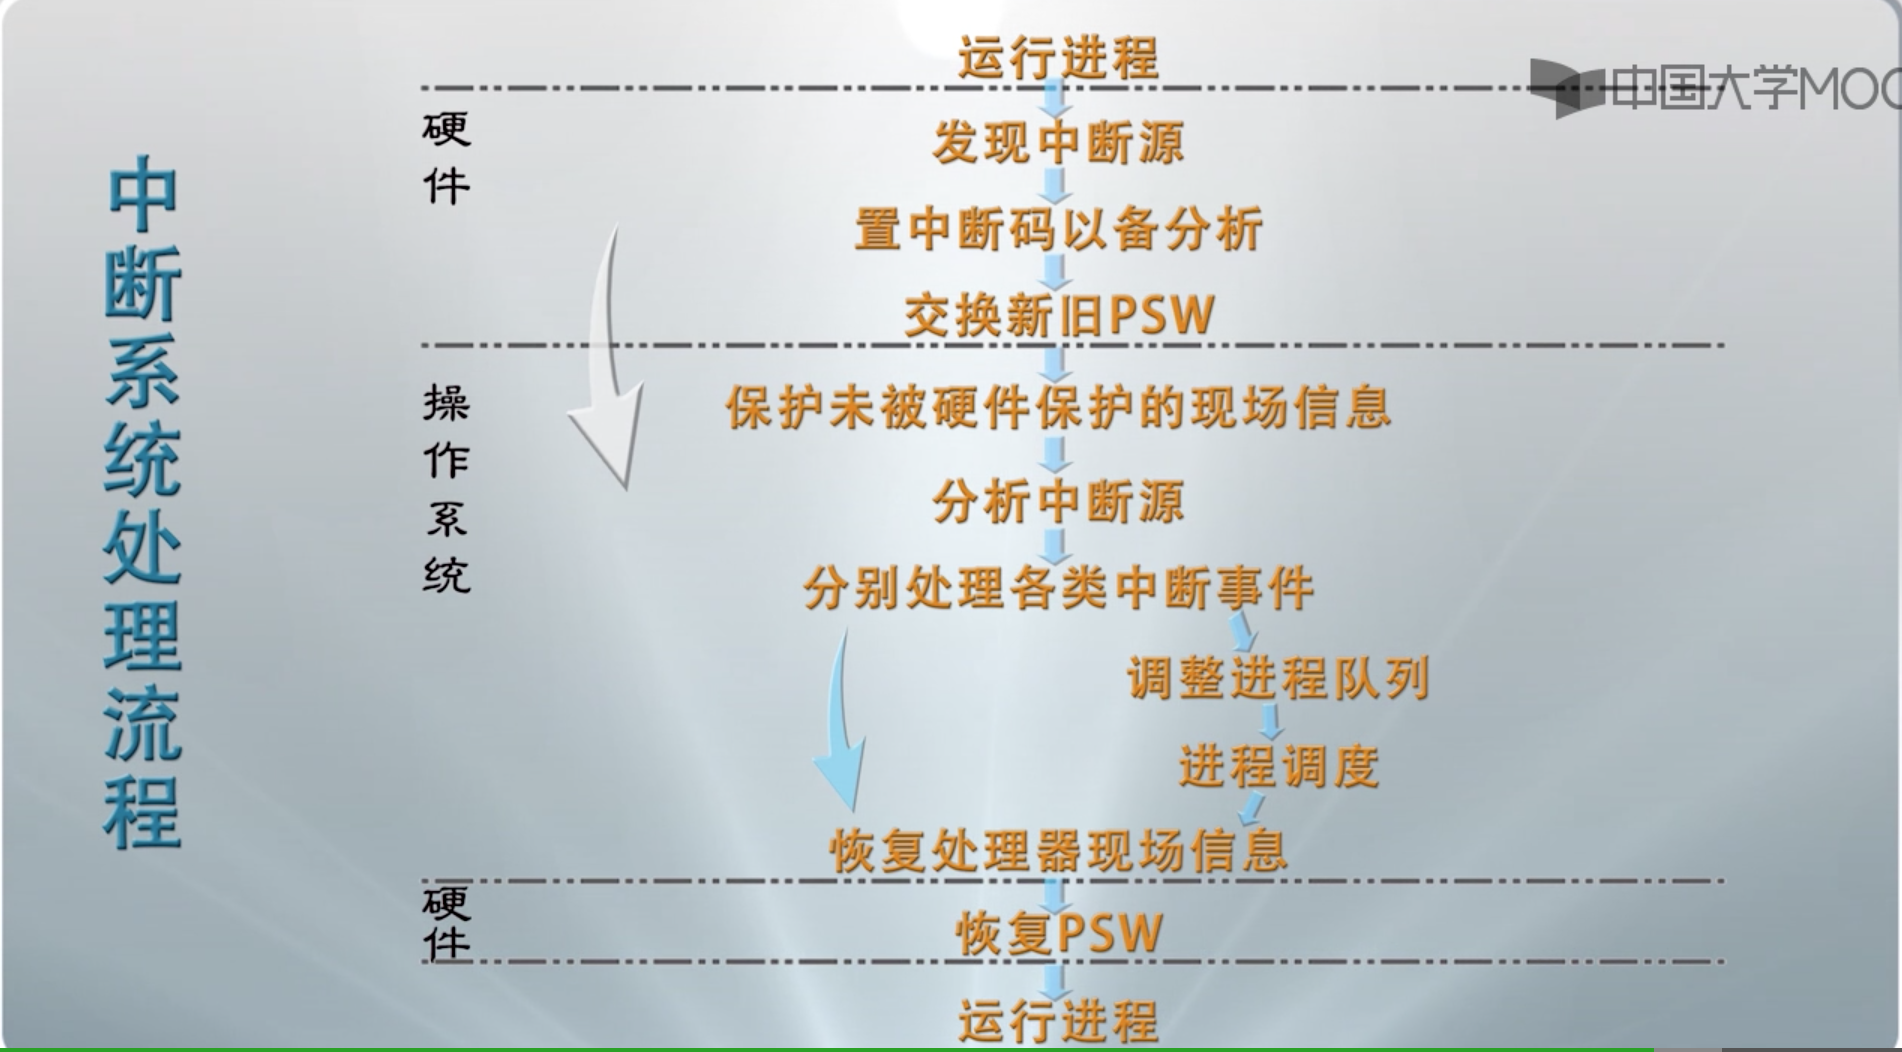 中断系统处理流程
运行进程
中国大学MOO
硬件
发现中断源
置中断码以备分析
交换新旧PSW
操作系统
保护未被硬件保护的现场信息
分析中断源
分别处理各类中断事件
调整进程队列
进程调度
恢复处理器现场信息
硬件
恢复PSW
运行进程